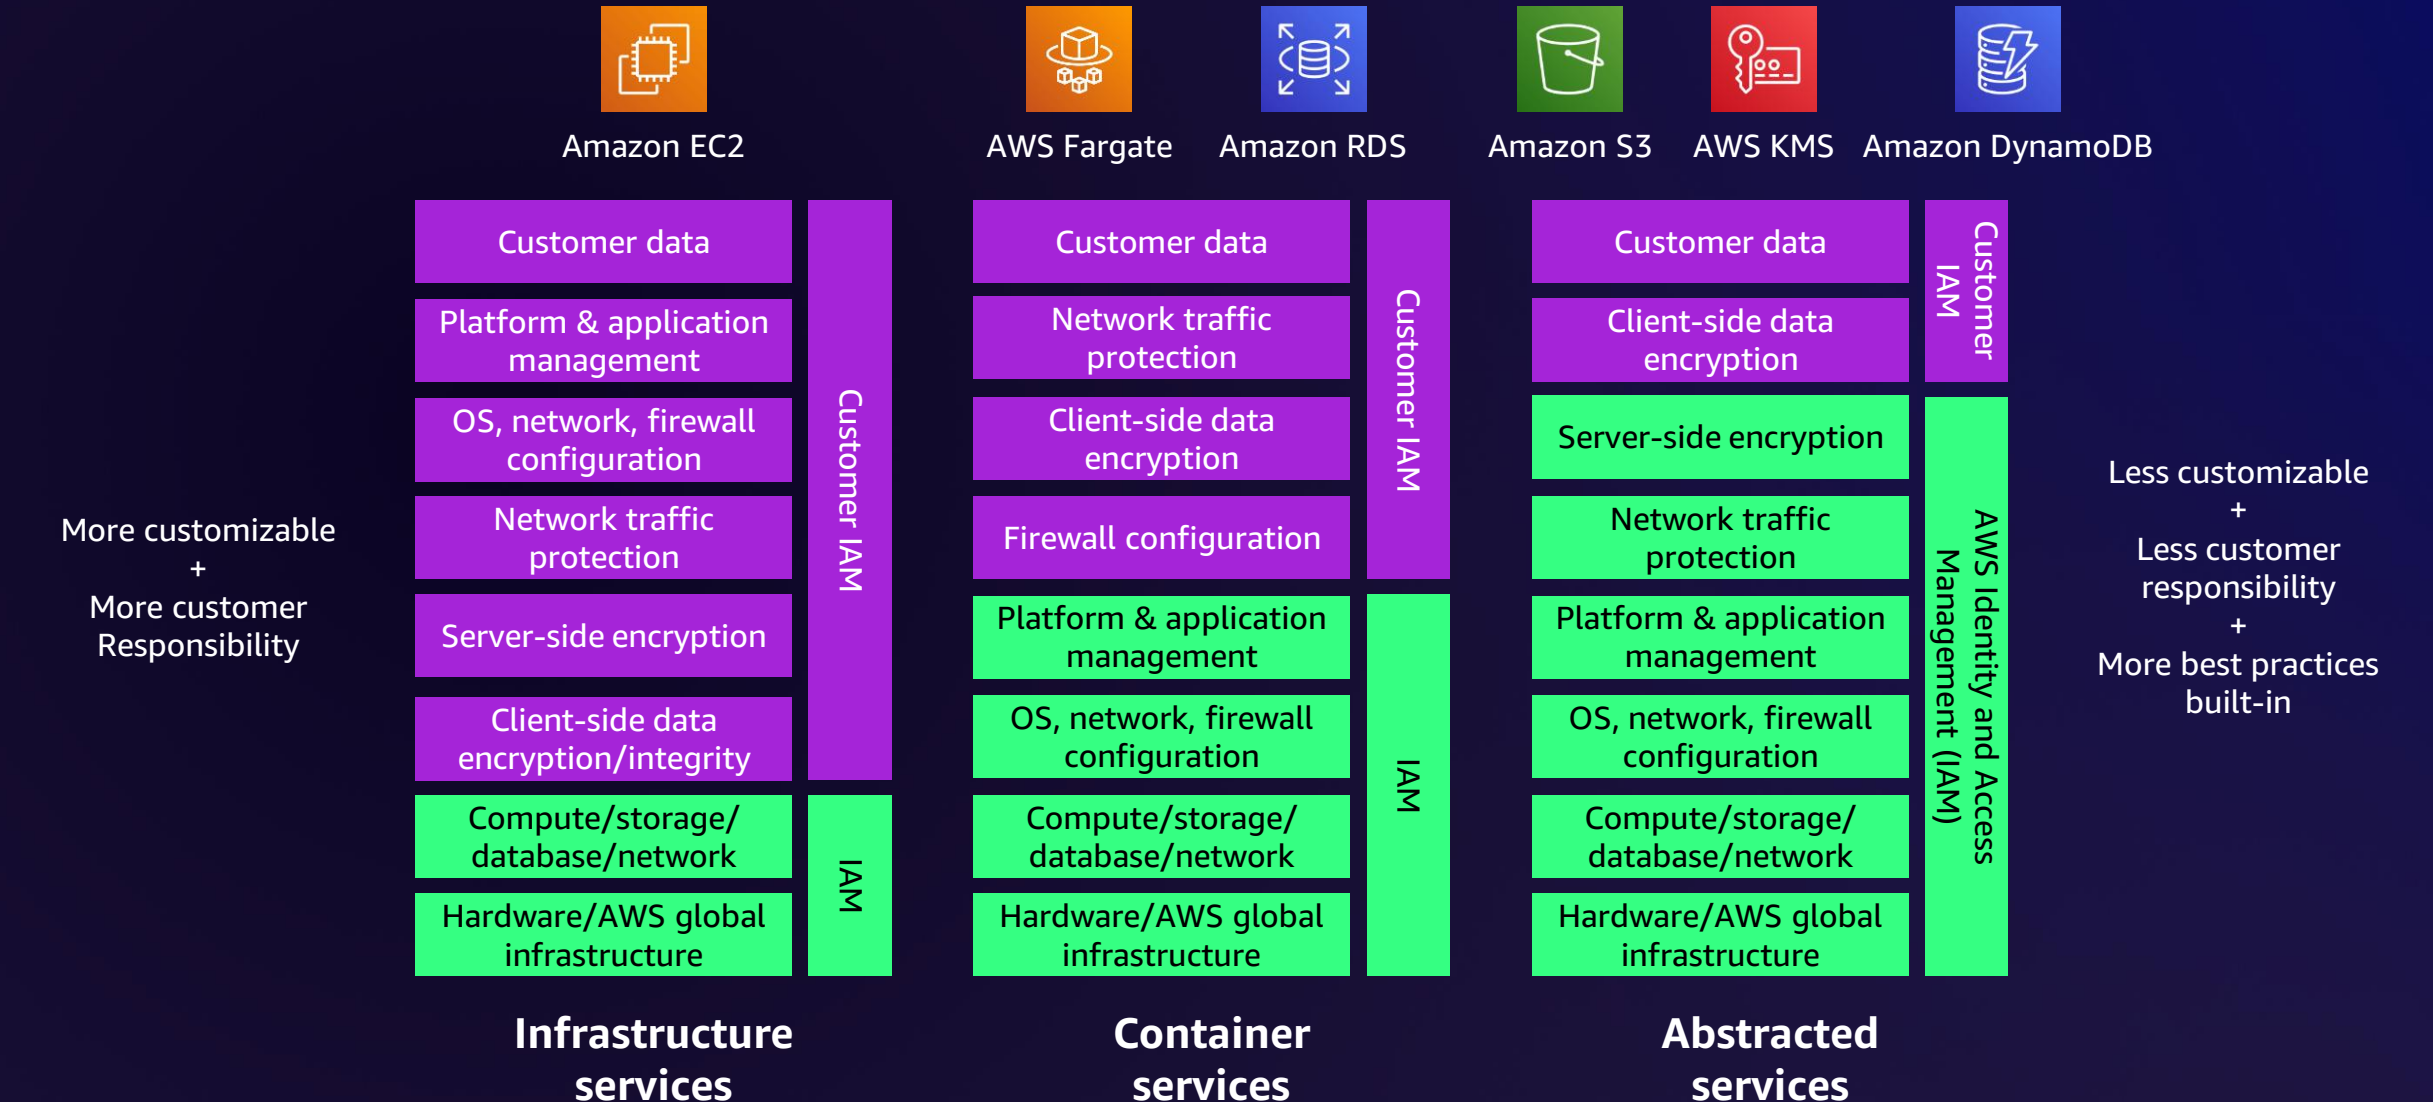 Amazon EC2
AWS Fargate
Amazon RDS
Amazon S3
AWS KMS
Amazon DynamoDB
More customizable
+
More customer
Responsibility
Customer data
Platform & application
management
OS, network, firewall
configuration
Network traffic
protection
Server-side encryption
Client-side data
encryption/integrity
Compute/storage/
database/network
Hardware/AWS global
infrastructure
Customer IAM
IAM
Infrastructure
services
Customer data
Network traffic
protection
Client-side data
encryption
Firewall configuration
Platform & application
management
OS, network, firewall
configuration
Compute/storage/
database/network
Hardware/AWS global
infrastructure
Customer IAM
IAM
Container
services
Customer data
Client-side data
encryption
Server-side encryption
Network traffic
protection
Platform & application
management
OS, network, firewall
configuration
Compute/storage/
database/network
Hardware/AWS global
infrastructure
Customer
IAM
AWS Identity and Access
Management (IAM)
Abstracted
services
Less customizable
+
Less customer
responsibility
+
More best practices
built-in